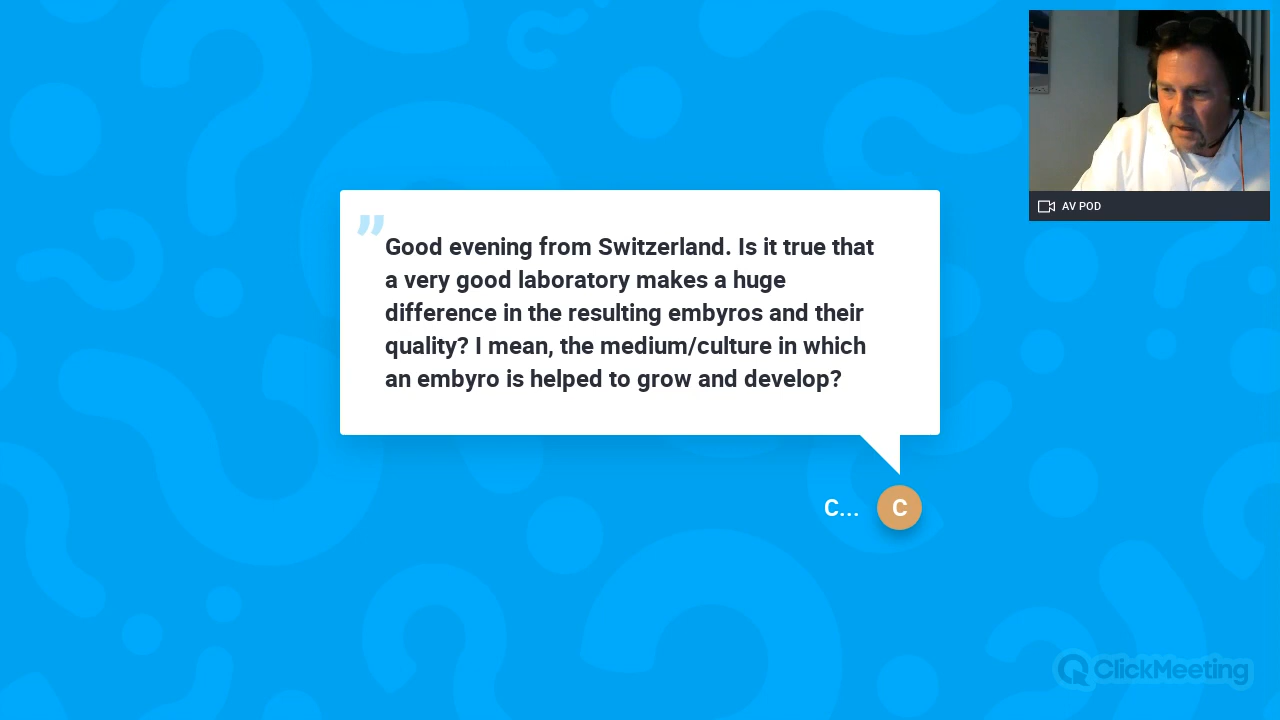 AV POD
Good evening from Switzerland. Is it true that
a very good laboratory makes a huge
difference in the resulting embyros and their
quality? I mean, the medium/culture in which
an embyro is helped to grow and develop?
C... C
ClickMeeting